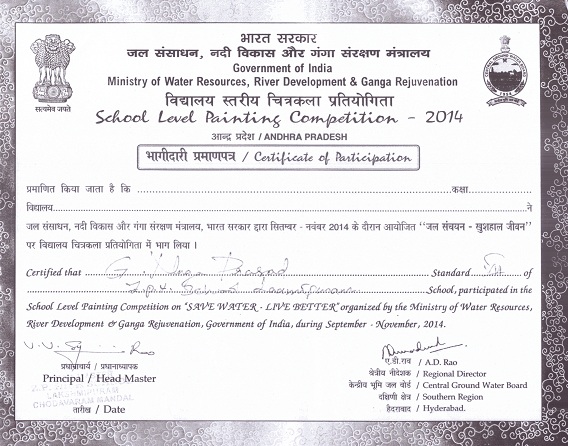 भारत सरकार
जल संसाधन, नदी विकास और गंगा संरक्षण मंत्रालय
Government of India
Ministry of Water Resources, River Development & Ganga Rejuvenation
सत्यमेव जयते
विद्यालय स्तरीय चित्रकला प्रतियोगिता
School Level Painting Competition - 2014
आन्द्र प्रदेश / ANDHRA PRADESH
भागीदारी प्रमाणपत्र / Certificate of Participation
प्रमाणित किया जाता है कि कक्षा
विद्यालय ने
जल संसाधन, नदी विकास और गंगा संरक्षण मंत्रालय, भारत सरकार द्वारा सितम्बर - नवंबर 2014 के दौरान आयोजित "जल संचयन - खुशहाल जीवन"
पर विद्यालय चित्रकला प्रतियोगिता में भाग लिया ।
Certified that G. Prasad Standard of
School, participated in the
School Level Painting Competition on "SAVE WATER - LIVE BETTER" organized by the Ministry of Water Resources,
River Development & Ganga Rejuvenation, Government of India, during September - November, 2014.
Rao
प्रधानाचार्य / प्रधानाध्यापक
Principal / Head Master
LAKSHMIPURAM
CHODAVARAM MANDAL
तारीख / Date
ए.डी.राव / A.D. Rao
क्षेत्रीय निदेशक / Regional Director
केन्द्रीय भूमि जल बोर्ड / Central Ground Water Board
दक्षिणी क्षेत्र / Southern Region
हैदराबाद / Hyderabad.